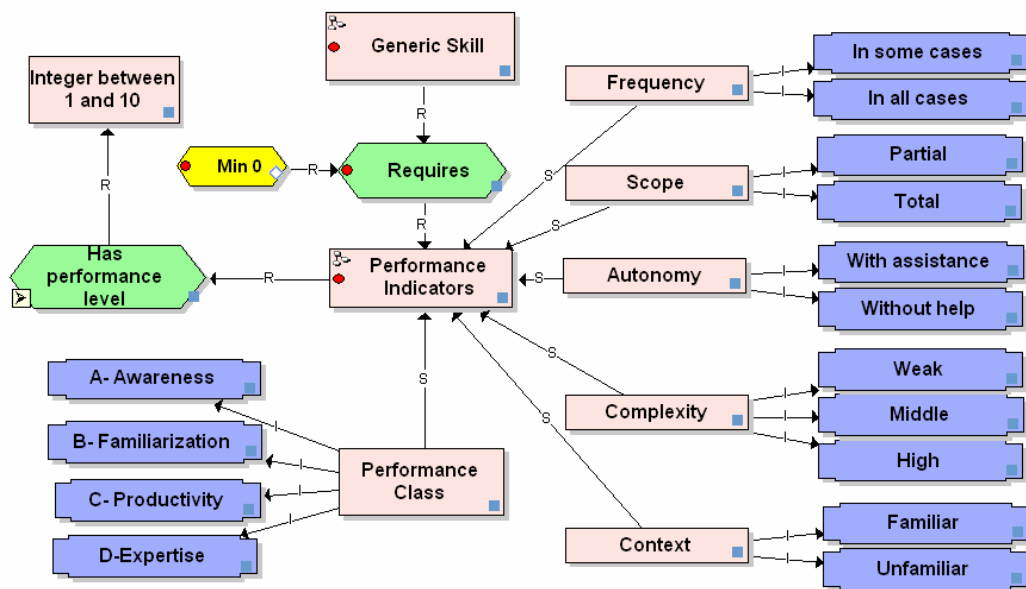 Generic Skill
Integer between
1 and 10
R
R
Min 0
R
Requires
R
Has
performance
level
R
Performance
Indicators
Frequency
I
In some cases
I
In all cases
S
Scope
I
Partial
I
Total
S
Autonomy
I
With assistance
I
Without help
S
Complexity
I
Weak
I
Middle
I
High
S
Context
I
Familiar
I
Unfamiliar
S
S
Performance
Class
I
A- Awareness
I
B- Familiarization
I
C- Productivity
I
D-Expertise